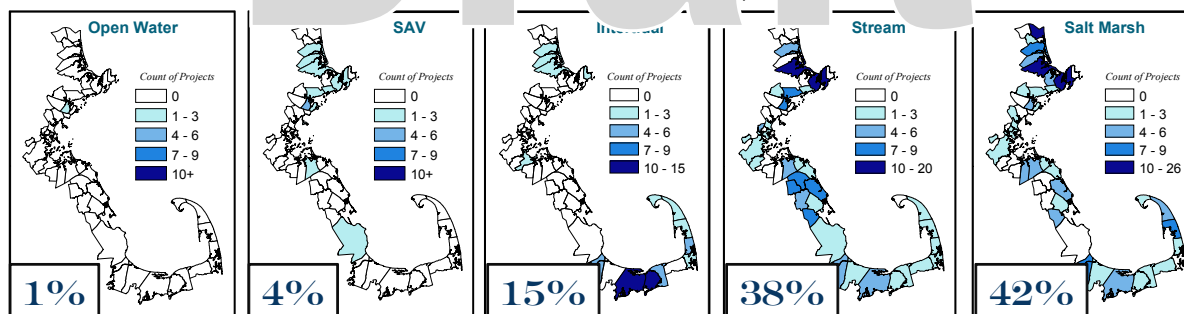 Draft
Open Water
Count of Projects
0
1 - 3
4 - 6
7 - 9
10+
1%
SAV
Count of Projects
0
1 - 3
4 - 6
7 - 9
10+
4%
Intertidal
Count of Projects
0
1 - 3
4 - 6
7 - 9
10 - 15
15%
Stream
Count of Projects
0
1 - 3
4 - 6
7 - 9
10 - 20
38%
Salt Marsh
Count of Projects
0
1 - 3
4 - 6
7 - 9
10 - 26
42%